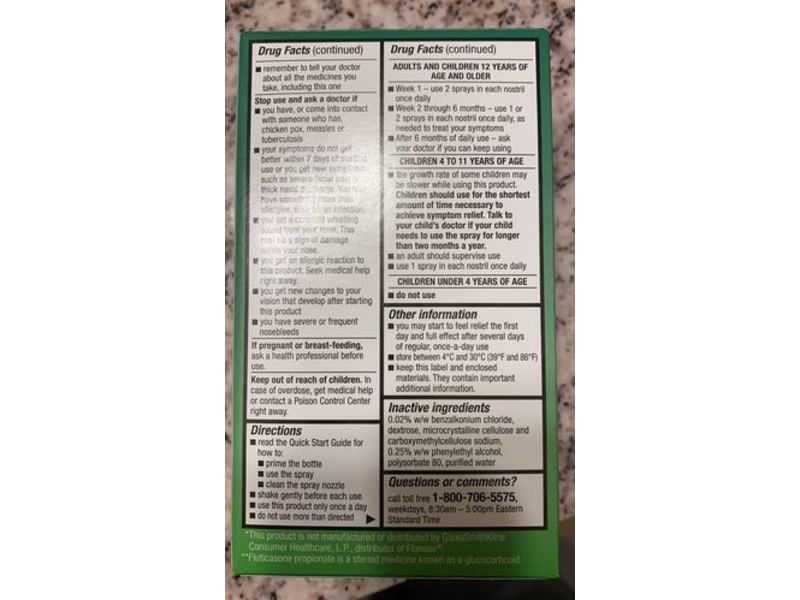 Drug Facts (continued)
■ remember to tell your doctor
about all the medicines you
take, including this one
Stop use and ask a doctor if
■ you have, or come into contact
with someone who has,
chicken pox, measles or
tuberculosis
■ your symptoms do not get
better within 7 days of starting
use or you get new symptoms
such as severe facial pain or
thick nasal discharge. You may
have something more than
allergies, such as an infection.
■ you get a constant whistling
sound from your nose. This
may be a sign of damage
inside your nose.
■ you get an allergic reaction to
this product. Seek medical help
right away.
■ you get new changes to your
vision that develop after starting
this product
■ you have severe or frequent
nosebleeds
If pregnant or breast-feeding,
ask a health professional before
use.
Keep out of reach of children. In
case of overdose, get medical help
or contact a Poison Control Center
right away.
Directions
■ read the Quick Start Guide for
how to:
■ prime the bottle
■ use the spray
■ clean the spray nozzle
■ shake gently before each use
■ use this product only once a day
■ do not use more than directed
Drug Facts (continued)
ADULTS AND CHILDREN 12 YEARS OF
AGE AND OLDER
■ Week 1 – use 2 sprays in each nostril
once daily
■ Week 2 through 6 months – use 1 or
2 sprays in each nostril once daily, as
needed to treat your symptoms
■ After 6 months of daily use – ask
your doctor if you can keep using
CHILDREN 4 TO 11 YEARS OF AGE
■ the growth rate of some children may
be slower while using this product.
Children should use for the shortest
amount of time necessary to
achieve symptom relief. Talk to
your child's doctor if your child
needs to use the spray for longer
than two months a year.
■ an adult should supervise use
■ use 1 spray in each nostril once daily
CHILDREN UNDER 4 YEARS OF AGE
■ do not use
Other information
■ you may start to feel relief the first
day and full effect after several days
of regular, once-a-day use
■ store between 4°C and 30°C (39°F and 86°F)
■ keep this label and enclosed
materials. They contain important
additional information.
Inactive ingredients
0.02% w/w benzalkonium chloride,
dextrose, microcrystalline cellulose and
carboxymethylcellulose sodium,
0.25% w/w phenylethyl alcohol,
polysorbate 80, purified water
Questions or comments?
call toll free 1-800-706-5575,
weekdays, 8:30am – 5:00pm Eastern
Standard Time
*This product is not manufactured or distributed by GlaxoSmithKline
Consumer Healthcare, L.P., distributor of Flonase®.
**Fluticasone propionate is a steroid medicine known as a glucocorticoid.